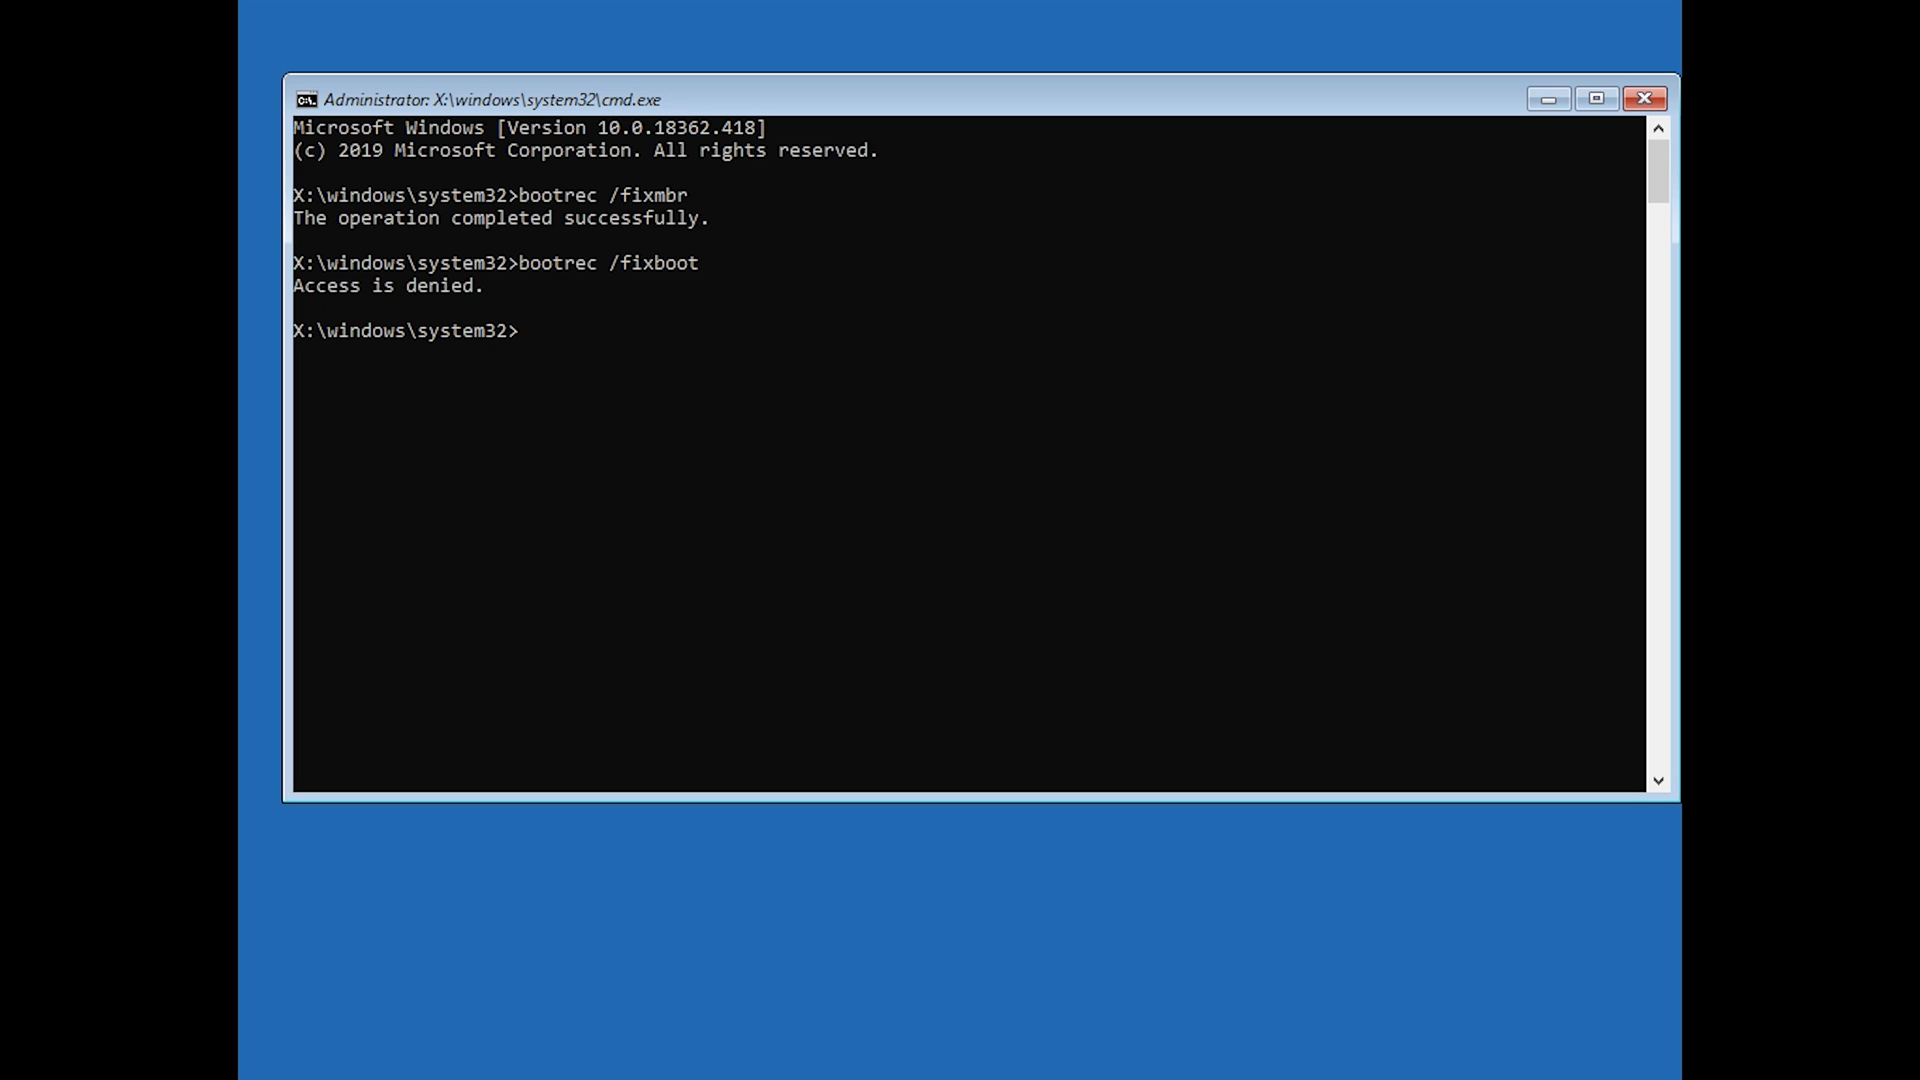 Administrator: X:\windows\system32\cmd.exe
Microsoft Windows [Version 10.0.18362.418]
(c) 2019 Microsoft Corporation. All rights reserved.
X:\windows\system32>bootrec /fixmbr
The operation completed successfully.
X:\windows\system32>bootrec /fixboot
Access is denied.
X:\windows\system32>